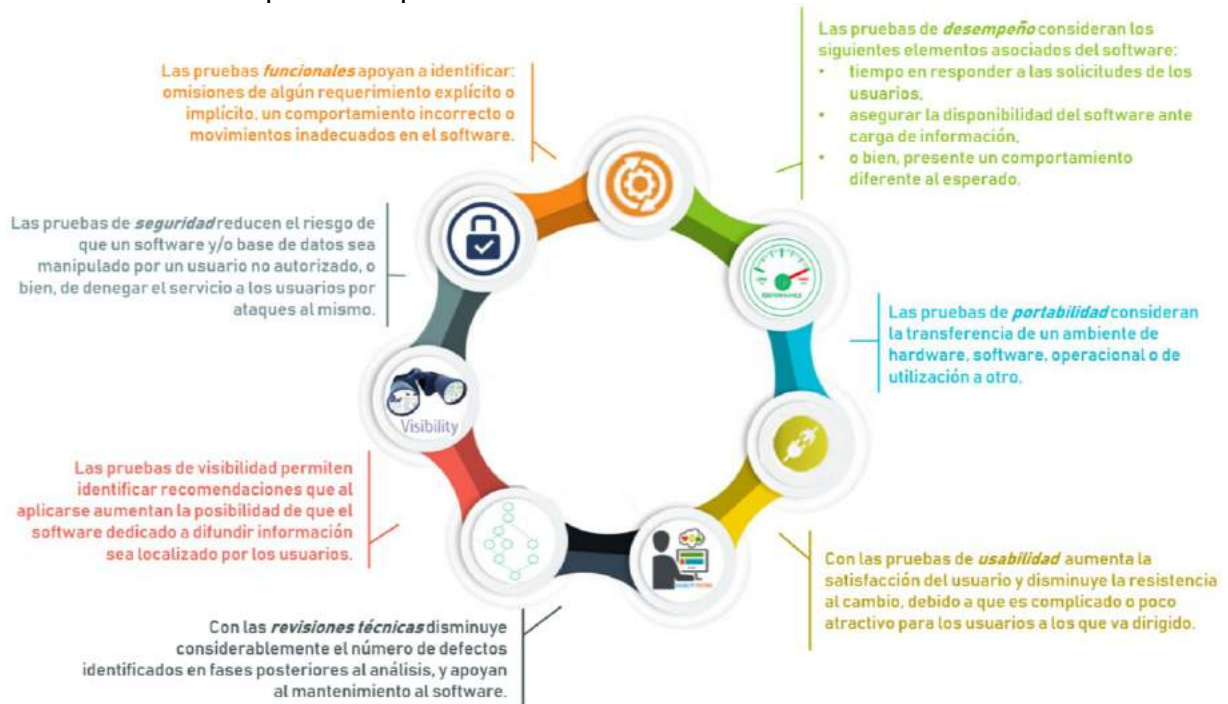 Las pruebas funcionales apoyan a identificar:
omisiones de algún requerimiento explícito o
implícito, un comportamiento incorrecto o
movimientos inadecuados en el software.
Las pruebas de desempeño consideran los
siguientes elementos asociados del software:
• tiempo en responder a las solicitudes de los
usuarios,
• asegurar la disponibilidad del software ante
carga de información,
• o bien, presente un comportamiento
diferente al esperado.
Las pruebas de seguridad reducen el riesgo de
que un software y/o base de datos sea
manipulado por un usuario no autorizado, o
bien, de denegar el servicio a los usuarios por
ataques al mismo.
PERFORMANCE
Las pruebas de portabilidad consideran
la transferencia de un ambiente de
hardware, software, operacional o de
utilización a otro.
Visibility
Las pruebas de visibilidad permiten
identificar recomendaciones que al
aplicarse aumentan la posibilidad de que el
software dedicado a difundir información
sea localizado por los usuarios.
Con las pruebas de usabilidad aumenta la
satisfacción del usuario y disminuye la resistencia
al cambio, debido a que es complicado o poco
atractivo para los usuarios a los que va dirigido.
Con las revisiones técnicas disminuye
considerablemente el número de defectos
identificados en fases posteriores al análisis, y apoyan
al mantenimiento al software.